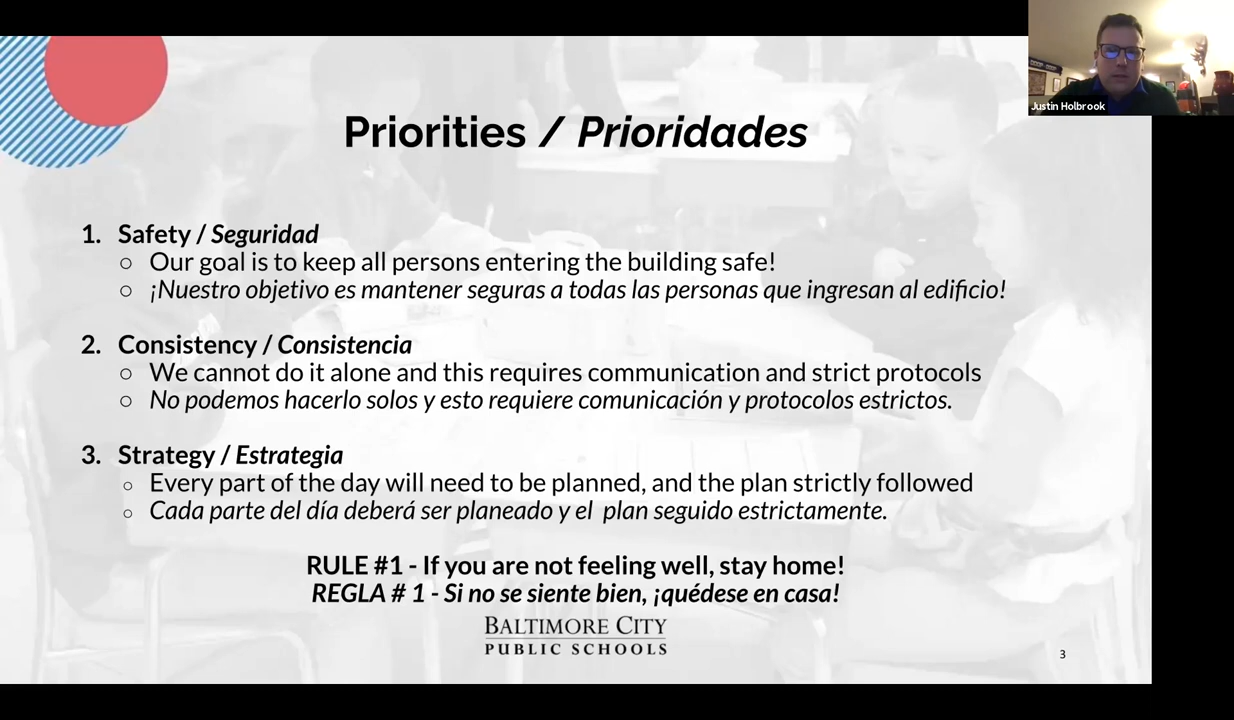 Justin Holbrook
Priorities / Prioridades
1. Safety / Seguridad
○ Our goal is to keep all persons entering the building safe!
○ ¡Nuestro objetivo es mantener seguras a todas las personas que ingresan al edificio!
2. Consistency / Consistencia
○ We cannot do it alone and this requires communication and strict protocols
○ No podemos hacerlo solos y esto requiere comunicación y protocolos estrictos.
3. Strategy / Estrategia
○ Every part of the day will need to be planned, and the plan strictly followed
○ Cada parte del día deberá ser planeado y el  plan seguido estrictamente.
RULE #1 - If you are not feeling well, stay home!
REGLA # 1 - Si no se siente bien, ¡quédese en casa!
BALTIMORE CITY
PUBLIC SCHOOLS
3